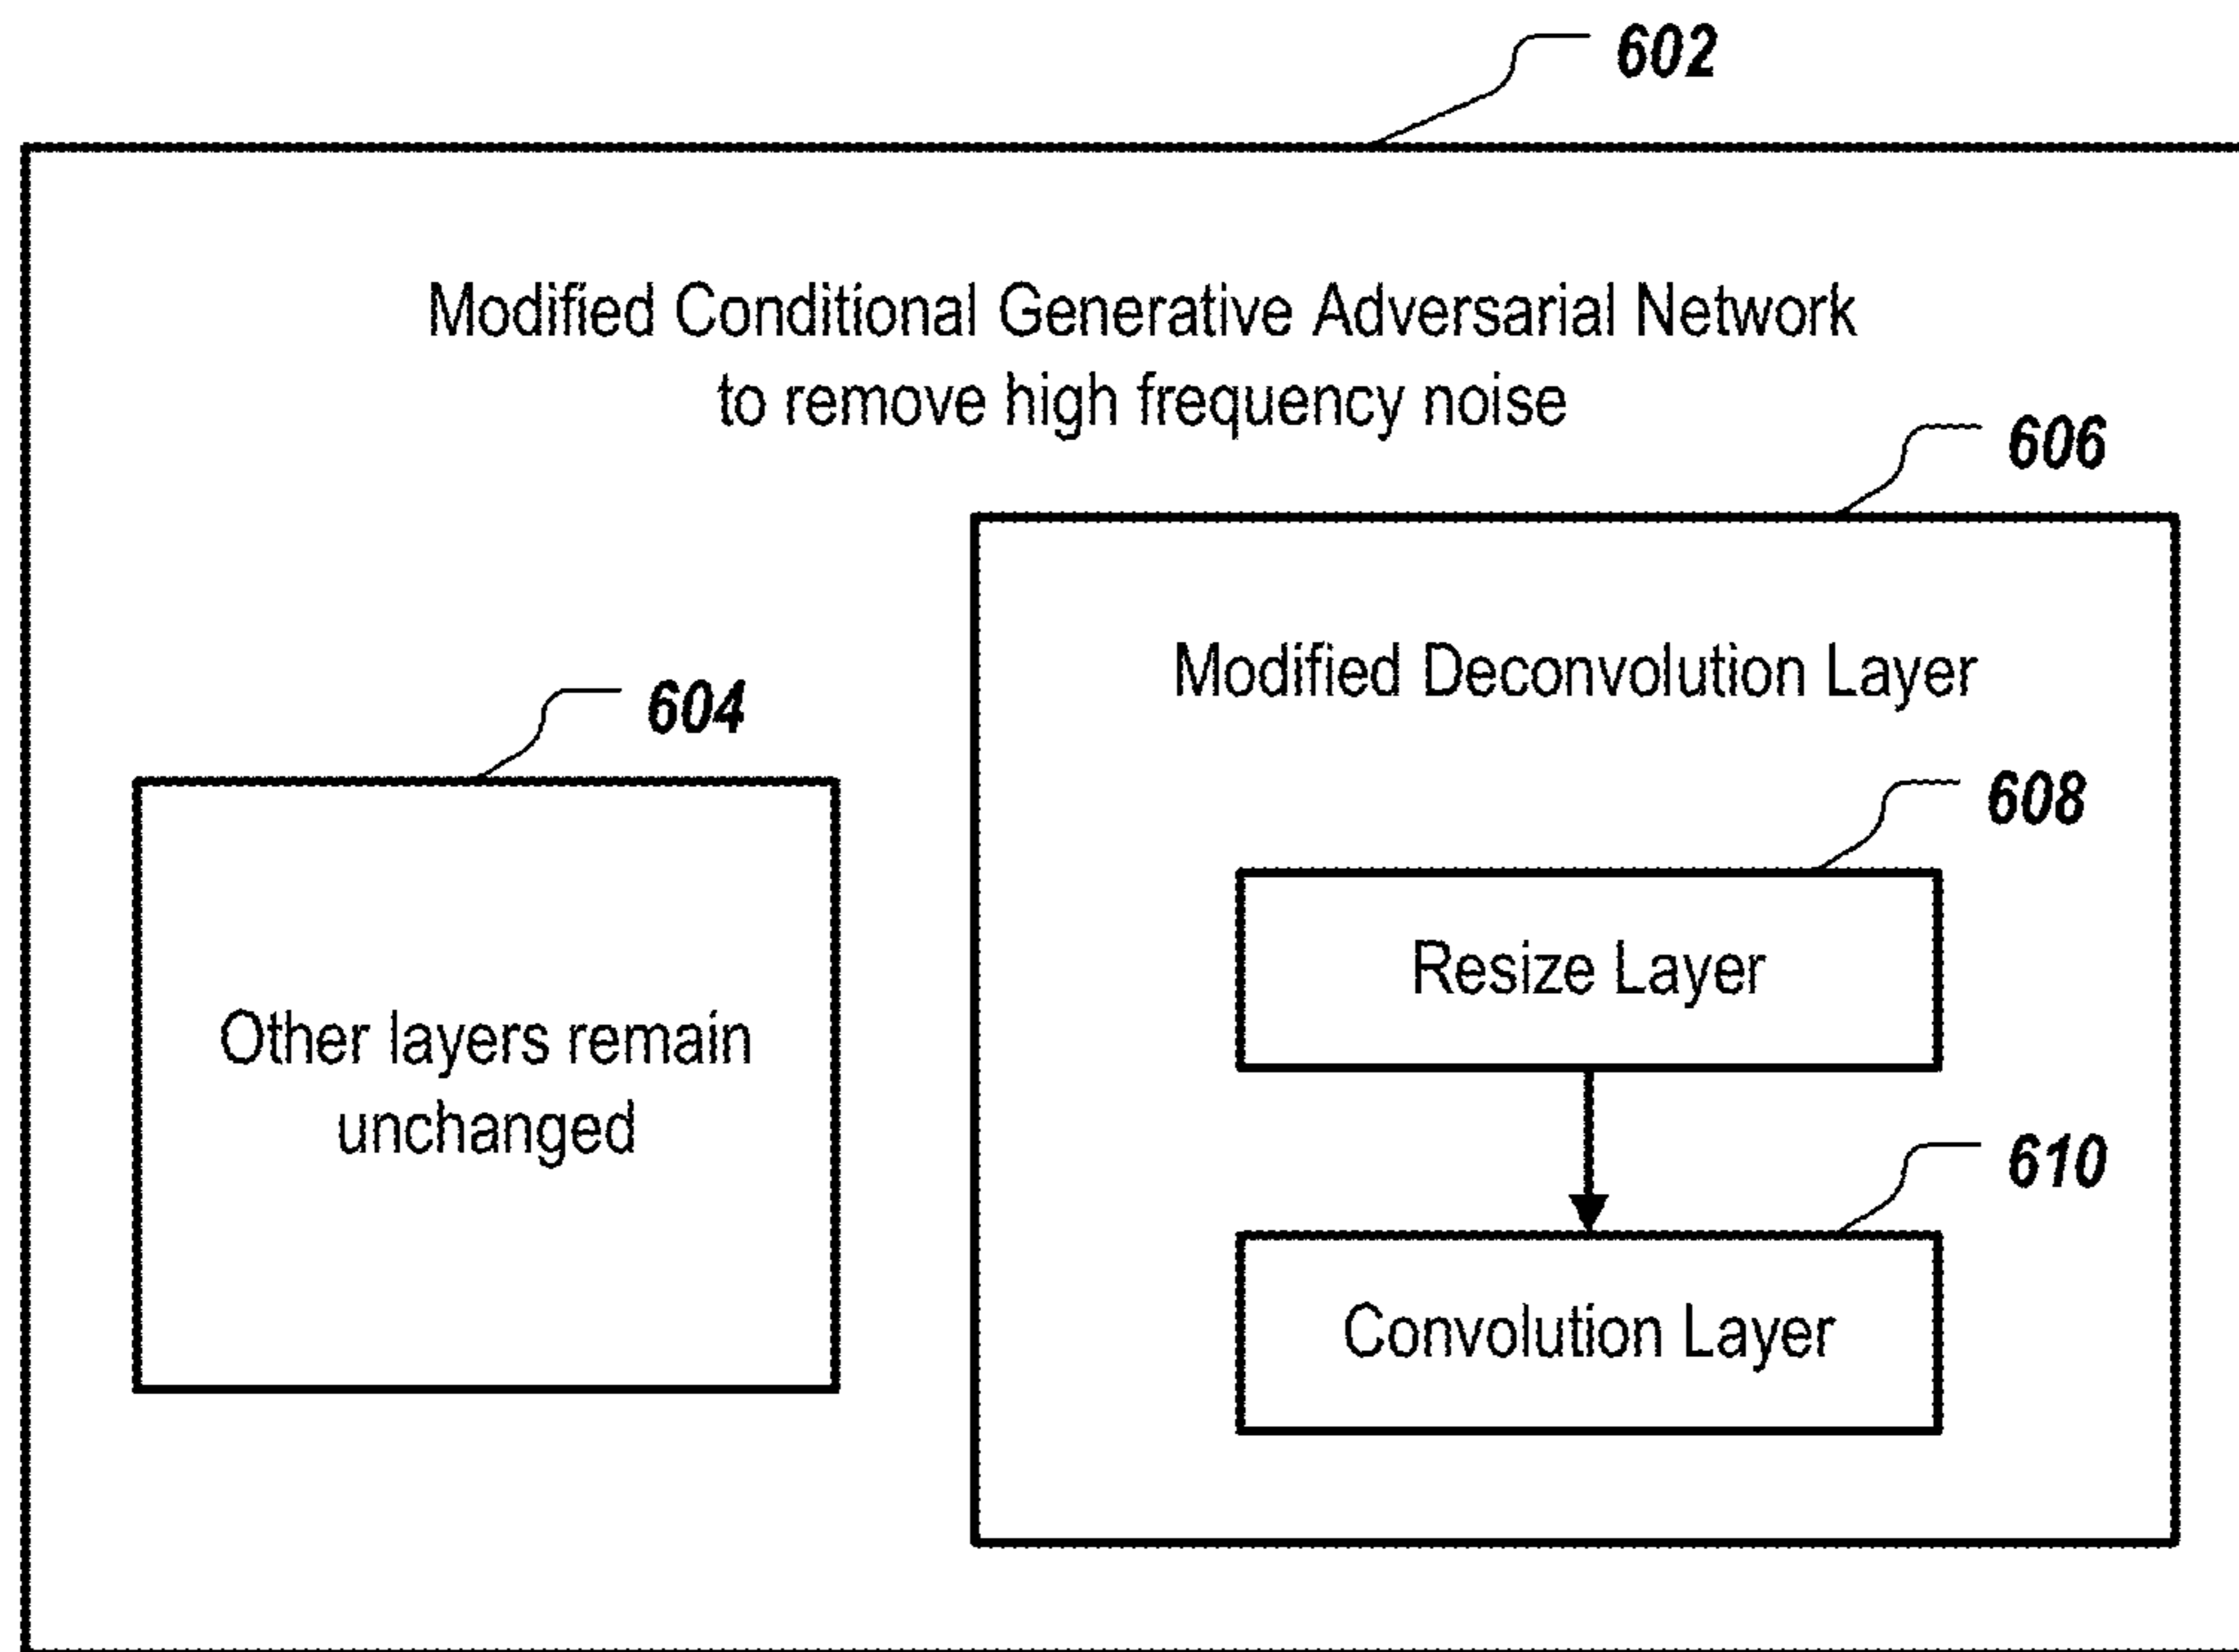 602
Modified Conditional Generative Adversarial Network
to remove high frequency noise
606
Modified Deconvolution Layer
604
608
Resize Layer
Other layers remain
unchanged
610
Convolution Layer